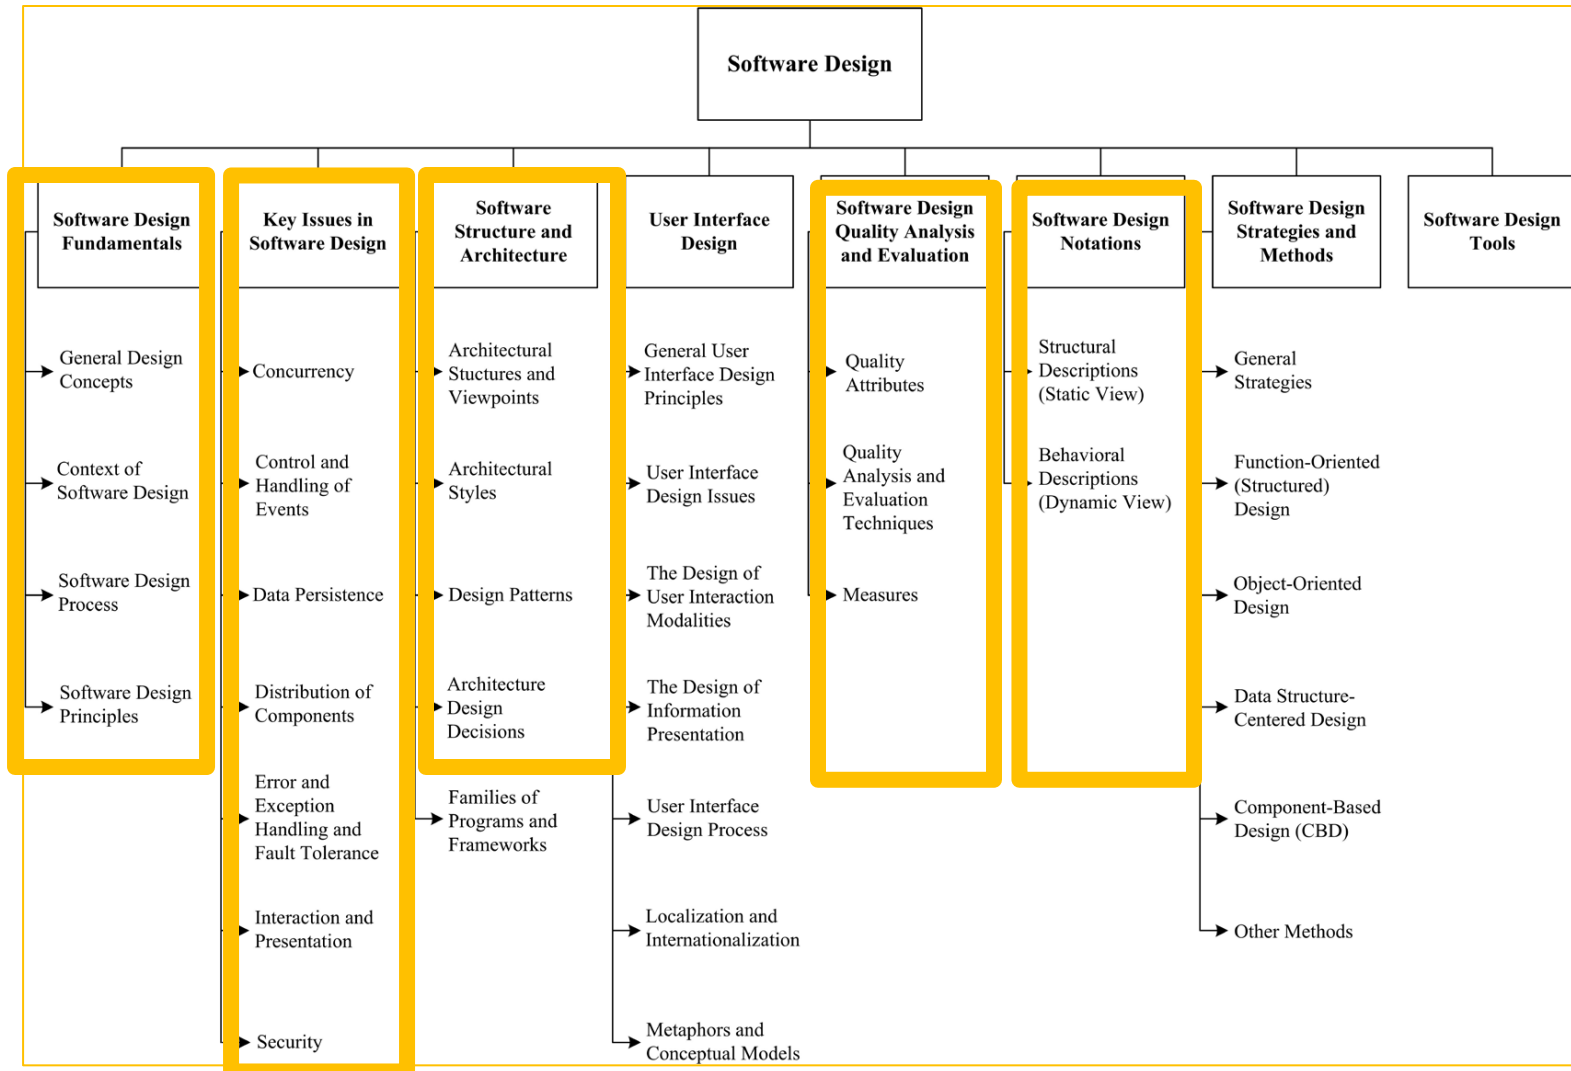 Software Design
Software Design
Fundamentals
General Design
Concepts
Context of
Software Design
Software Design
Process
Software Design
Principles
Key Issues in
Software Design
Concurrency
Control and
Handling of
Events
Data Persistence
Distribution of
Components
Error and
Exception
Handling and
Fault Tolerance
Interaction and
Presentation
Security
Software
Structure and
Architecture
Architectural
Stuctures and
Viewpoints
Architectural
Styles
Design Patterns
Architecture
Design
Decisions
Families of
Programs and
Frameworks
User Interface
Design
General User
Interface Design
Principles
User Interface
Design Issues
The Design of
User Interaction
Modalities
The Design of
Information
Presentation
User Interface
Design Process
Localization and
Internationalization
Metaphors and
Conceptual Models
Software Design
Quality Analysis
and Evaluation
Quality
Attributes
Quality
Analysis and
Evaluation
Techniques
Measures
Software Design
Notations
Structural
Descriptions
(Static View)
Behavioral
Descriptions
(Dynamic View)
Software Design
Strategies and
Methods
General
Strategies
Function-Oriented
(Structured)
Design
Object-Oriented
Design
Data Structure-
Centered Design
Component-Based
Design (CBD)
Other Methods
Software Design
Tools